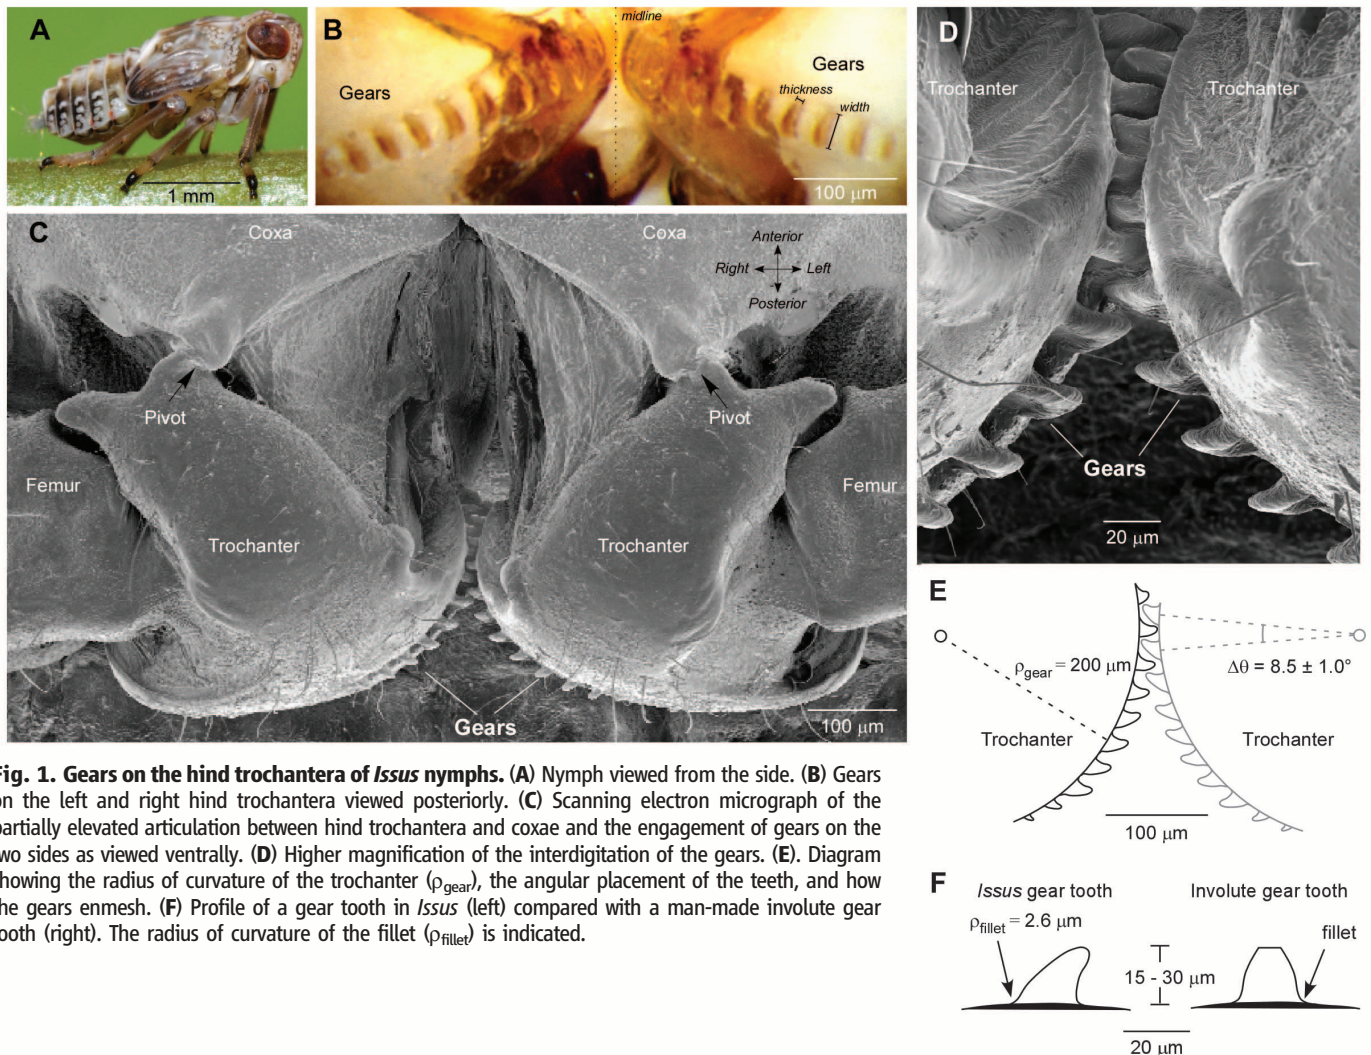 A
1 mm
B
midline
Gears
Gears
thickness
width
100 μm
C
Coxa
Coxa
Anterior
Right
Left
Posterior
Pivot
Pivot
Femur
Femur
Trochanter
Trochanter
Gears
100 μm
D
Trochanter
Trochanter
Gears
20 μm
E
ρgear = 200 μm
Δθ = 8.5 ± 1.0°
Trochanter
Trochanter
100 μm
F
Issus gear tooth
Involute gear tooth
ρfillet = 2.6 μm
fillet
15 - 30 μm
20 μm
Fig. 1. Gears on the hind trochantera of Issus nymphs. (A) Nymph viewed from the side. (B) Gears
on the left and right hind trochantera viewed posteriorly. (C) Scanning electron micrograph of the
partially elevated articulation between hind trochantera and coxae and the engagement of gears on the
two sides as viewed ventrally. (D) Higher magnification of the interdigitation of the gears. (E). Diagram
showing the radius of curvature of the trochanter (ρgear), the angular placement of the teeth, and how
the gears enmesh. (F) Profile of a gear tooth in Issus (left) compared with a man-made involute gear
tooth (right). The radius of curvature of the fillet (ρfillet) is indicated.